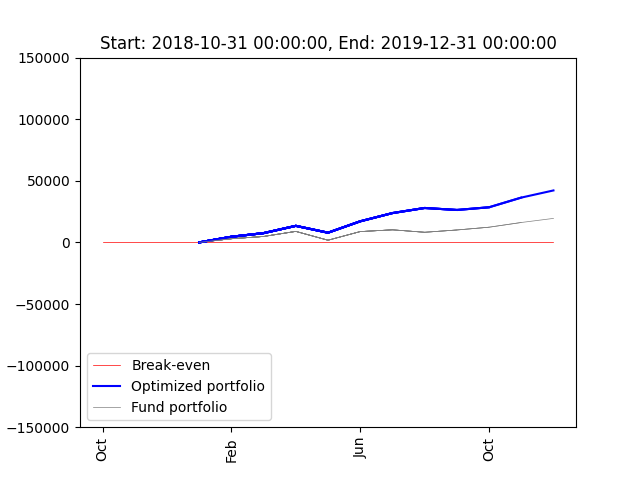 Start: 2018-10-31 00:00:00, End: 2019-12-31 00:00:00
150000
100000
50000
0
−50000
−100000
−150000
Break-even
Optimized portfolio
Fund portfolio
Oct
Feb
Jun
Oct